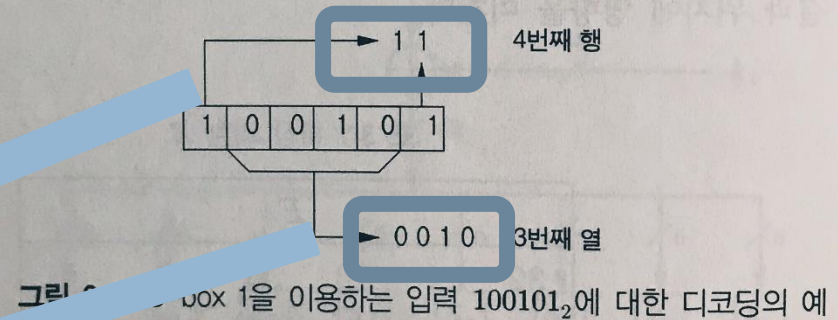 1 1 4번째 행
1 0 0 1 0 1
0 0 1 0 3번째 열
그림 box 1을 이용하는 입력 100101₂에 대한 디코딩의 예